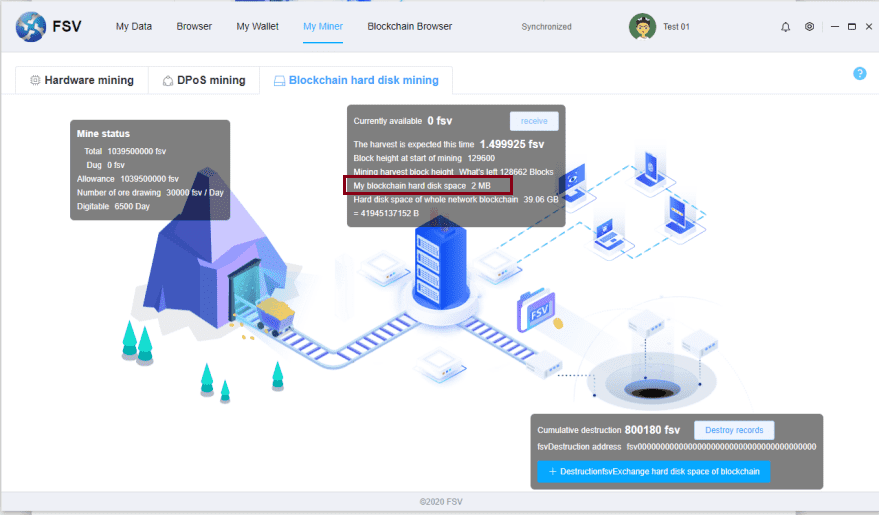 FSV
My Data
Browser
My Wallet
My Miner
Blockchain Browser
Synchronized
Test 01
Hardware mining
DPoS mining
Blockchain hard disk mining
?
Mine status
Total 1039500000 fsv
Dug 0 fsv
Allowance 1039500000 fsv
Number of ore drawing 30000 fsv / Day
Digitable 6500 Day
Currently available 0 fsv
receive
The harvest is expected this time 1.499925 fsv
Block height at start of mining 129600
Mining harvest block height What's left 128662 Blocks
My blockchain hard disk space 2 MB
Hard disk space of whole network blockchain 39.06 GB
= 41945137152 B
FSV
Cumulative destruction 800180 fsv
Destroy records
fsvDestination address
+ DestructionfsvExchange hard disk space of blockchain
©2020 FSV